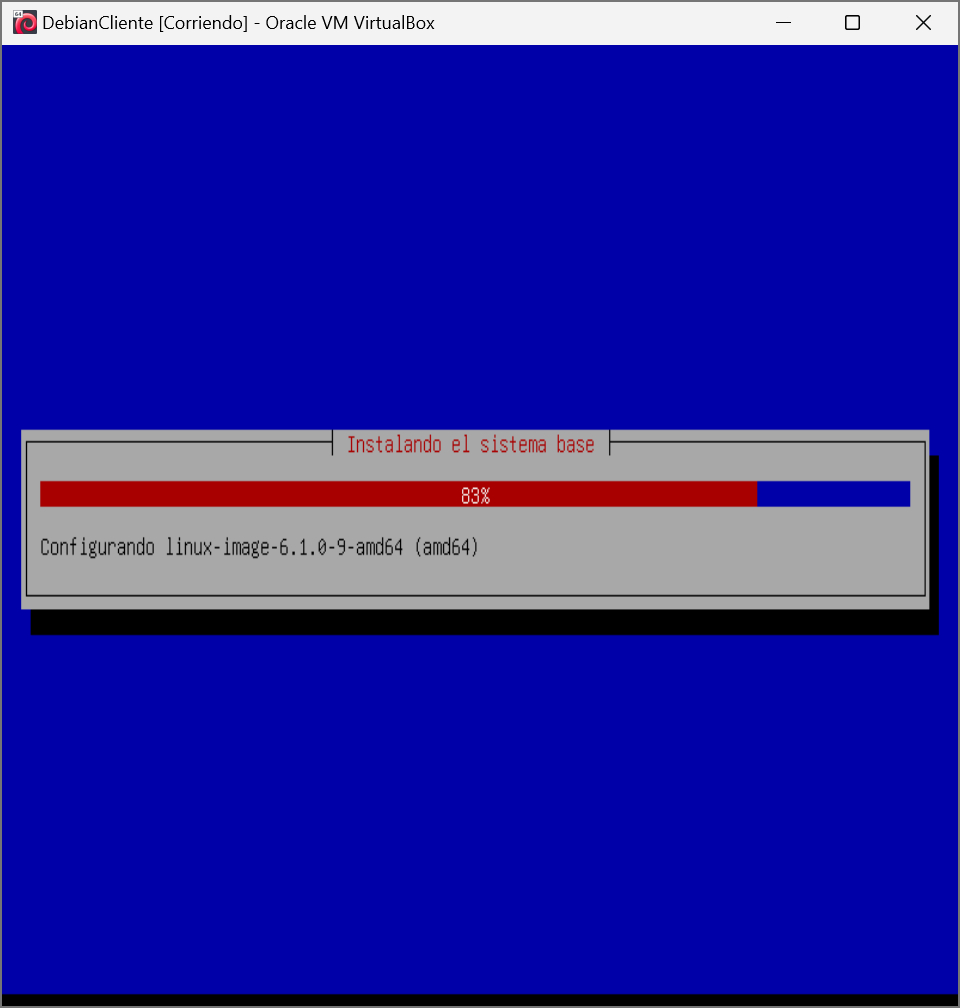 64
DebianCliente [Corriendo] - Oracle VM VirtualBox
Instalando el sistema base
83%
Configurando linux-image-6.1.0-9-amd64 (amd64)